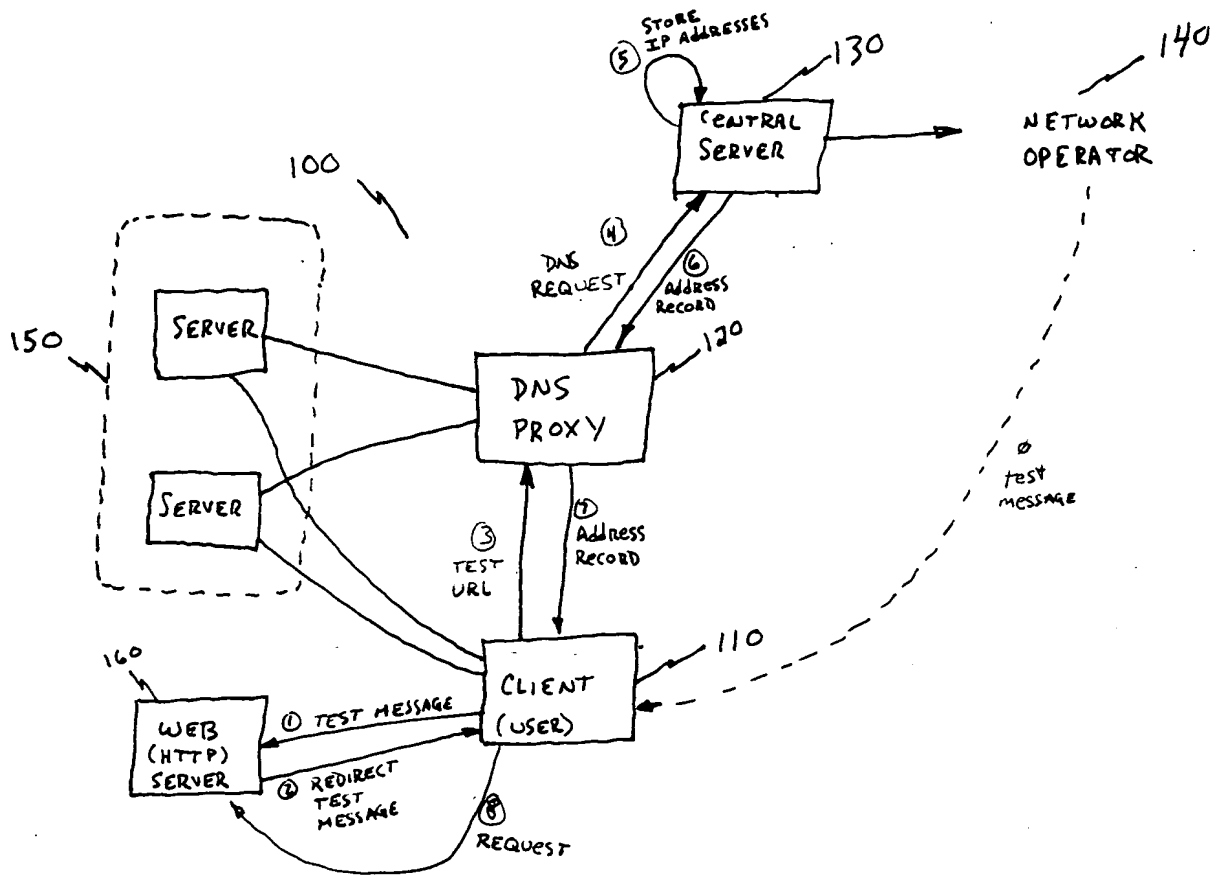 ⑤ STORE
IP Addresses
130
140
CENTRAL
SERVER
NETWORK
OPERATOR
100
④
DNS
REQUEST
⑥
Address
Record
150
SERVER
120
DNS
PROXY
SERVER
③
TEST
URL
⑦
Address
Record
∅
test
message
160
110
CLIENT
(USER)
WEB
(HTTP)
SERVER
① TEST MESSAGE
② REDIRECT
TEST
MESSAGE
⑧
REQUEST